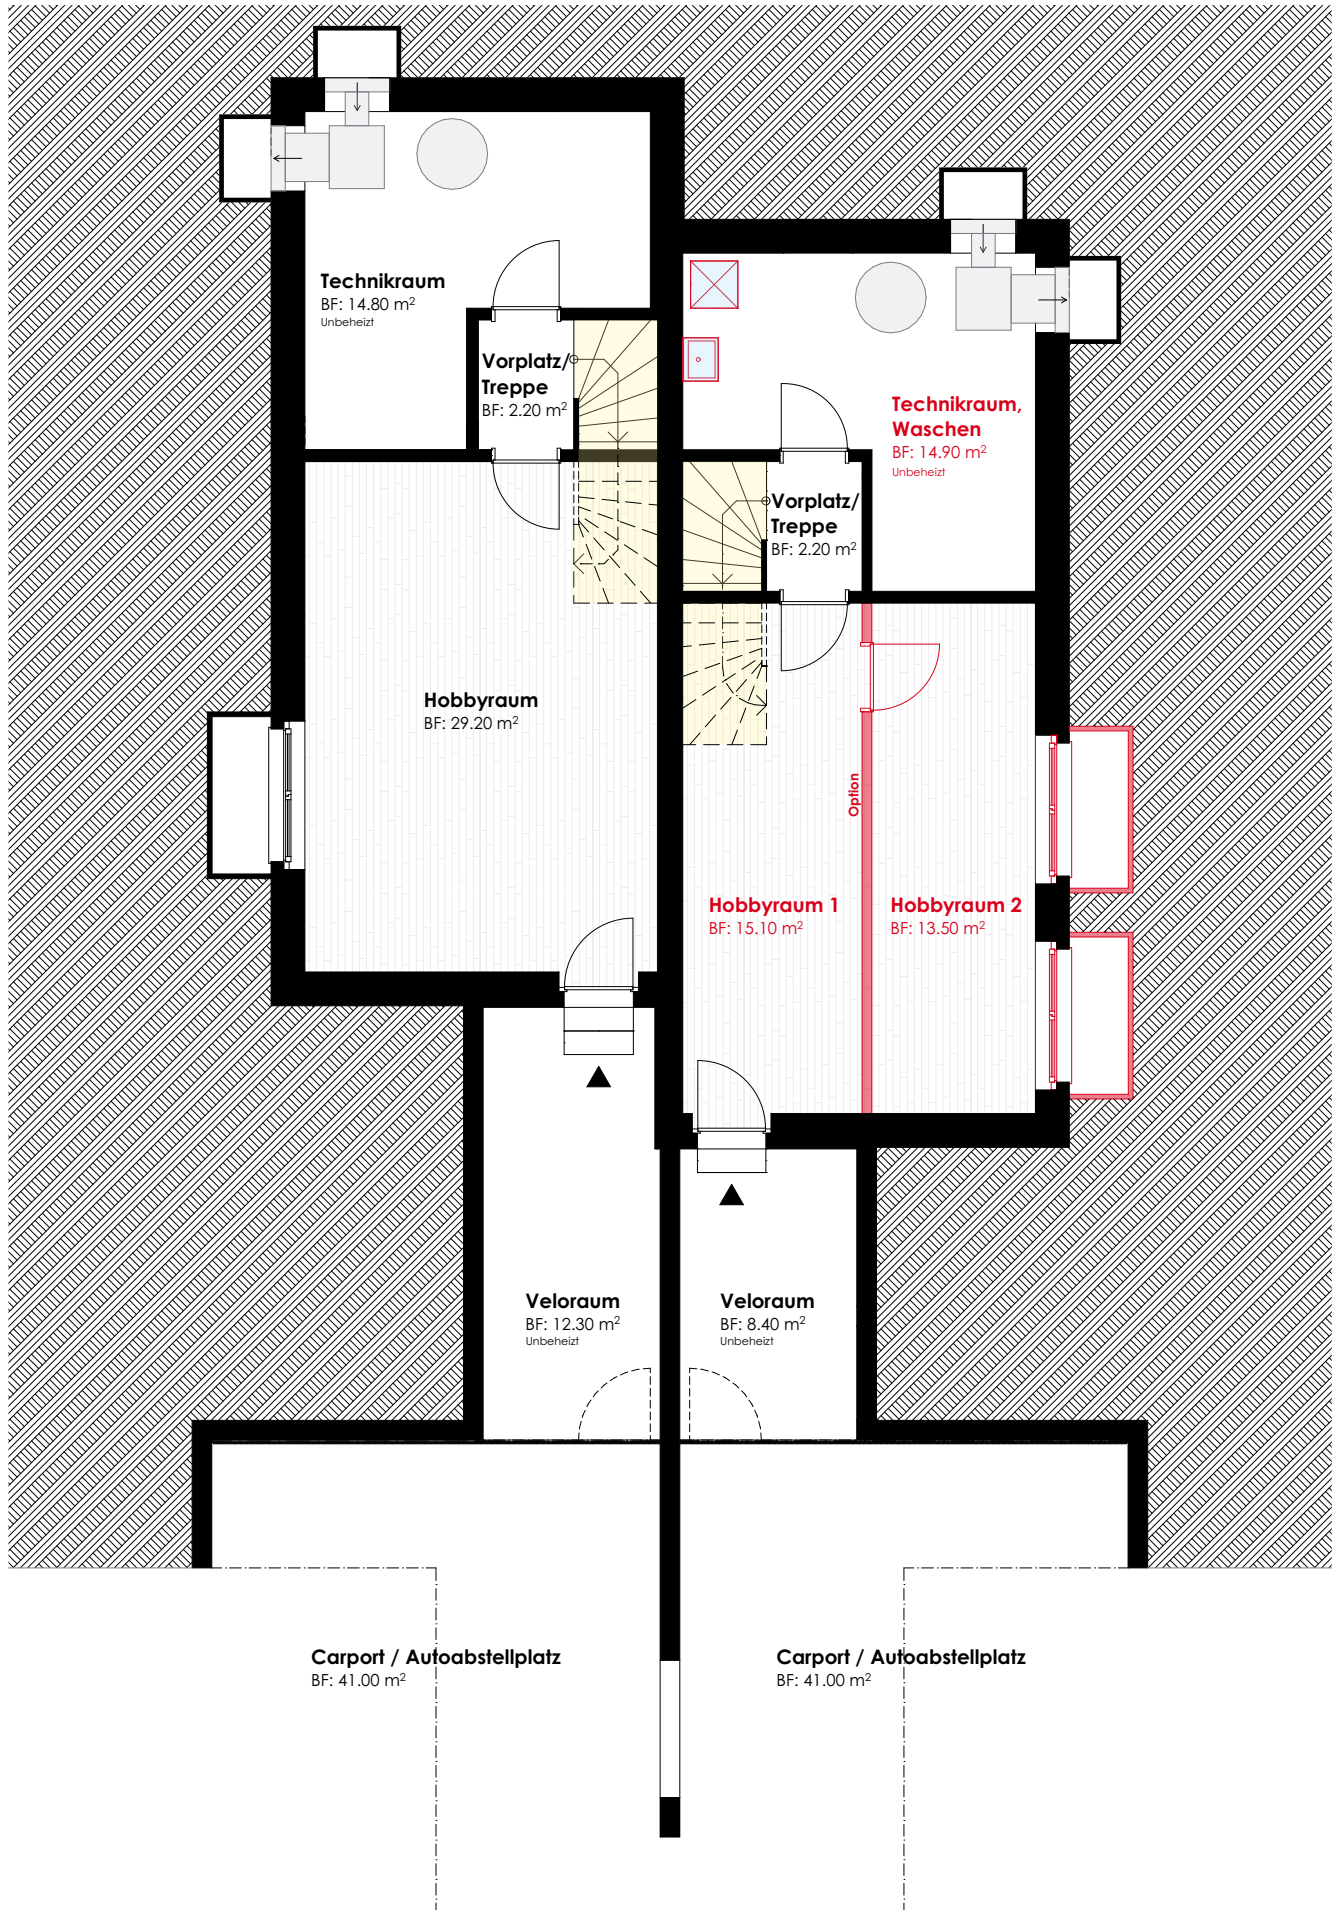 Technikraum
BF: 14.80 m²
Unbeheizt
Vorplatz/
Treppe
BF: 2.20 m²
Technikraum,
Waschen
BF: 14.90 m²
Unbeheizt
Vorplatz/
Treppe
BF: 2.20 m²
Hobbyraum
BF: 29.20 m²
Option
Hobbyraum 1
BF: 15.10 m²
Hobbyraum 2
BF: 13.50 m²
Veloraum
BF: 12.30 m²
Unbeheizt
Veloraum
BF: 8.40 m²
Unbeheizt
Carport / Autoabstellplatz
BF: 41.00 m²
Carport / Autoabstellplatz
BF: 41.00 m²